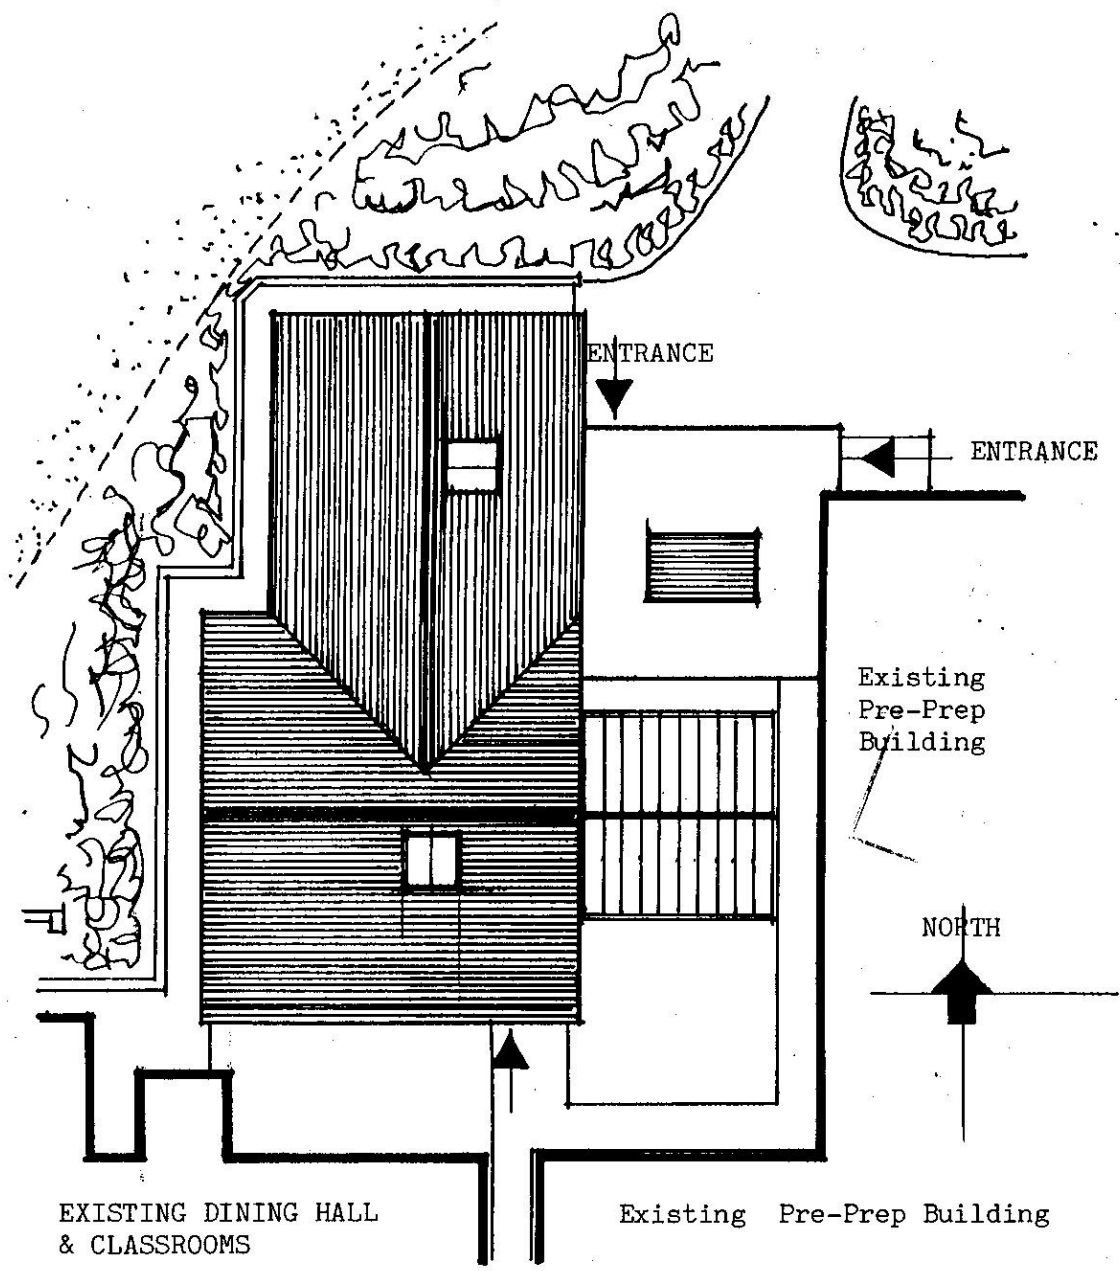 ENTRANCE
ENTRANCE
Existing
Pre-Prep
Building
NORTH
EXISTING DINING HALL
& CLASSROOMS
Existing Pre-Prep Building